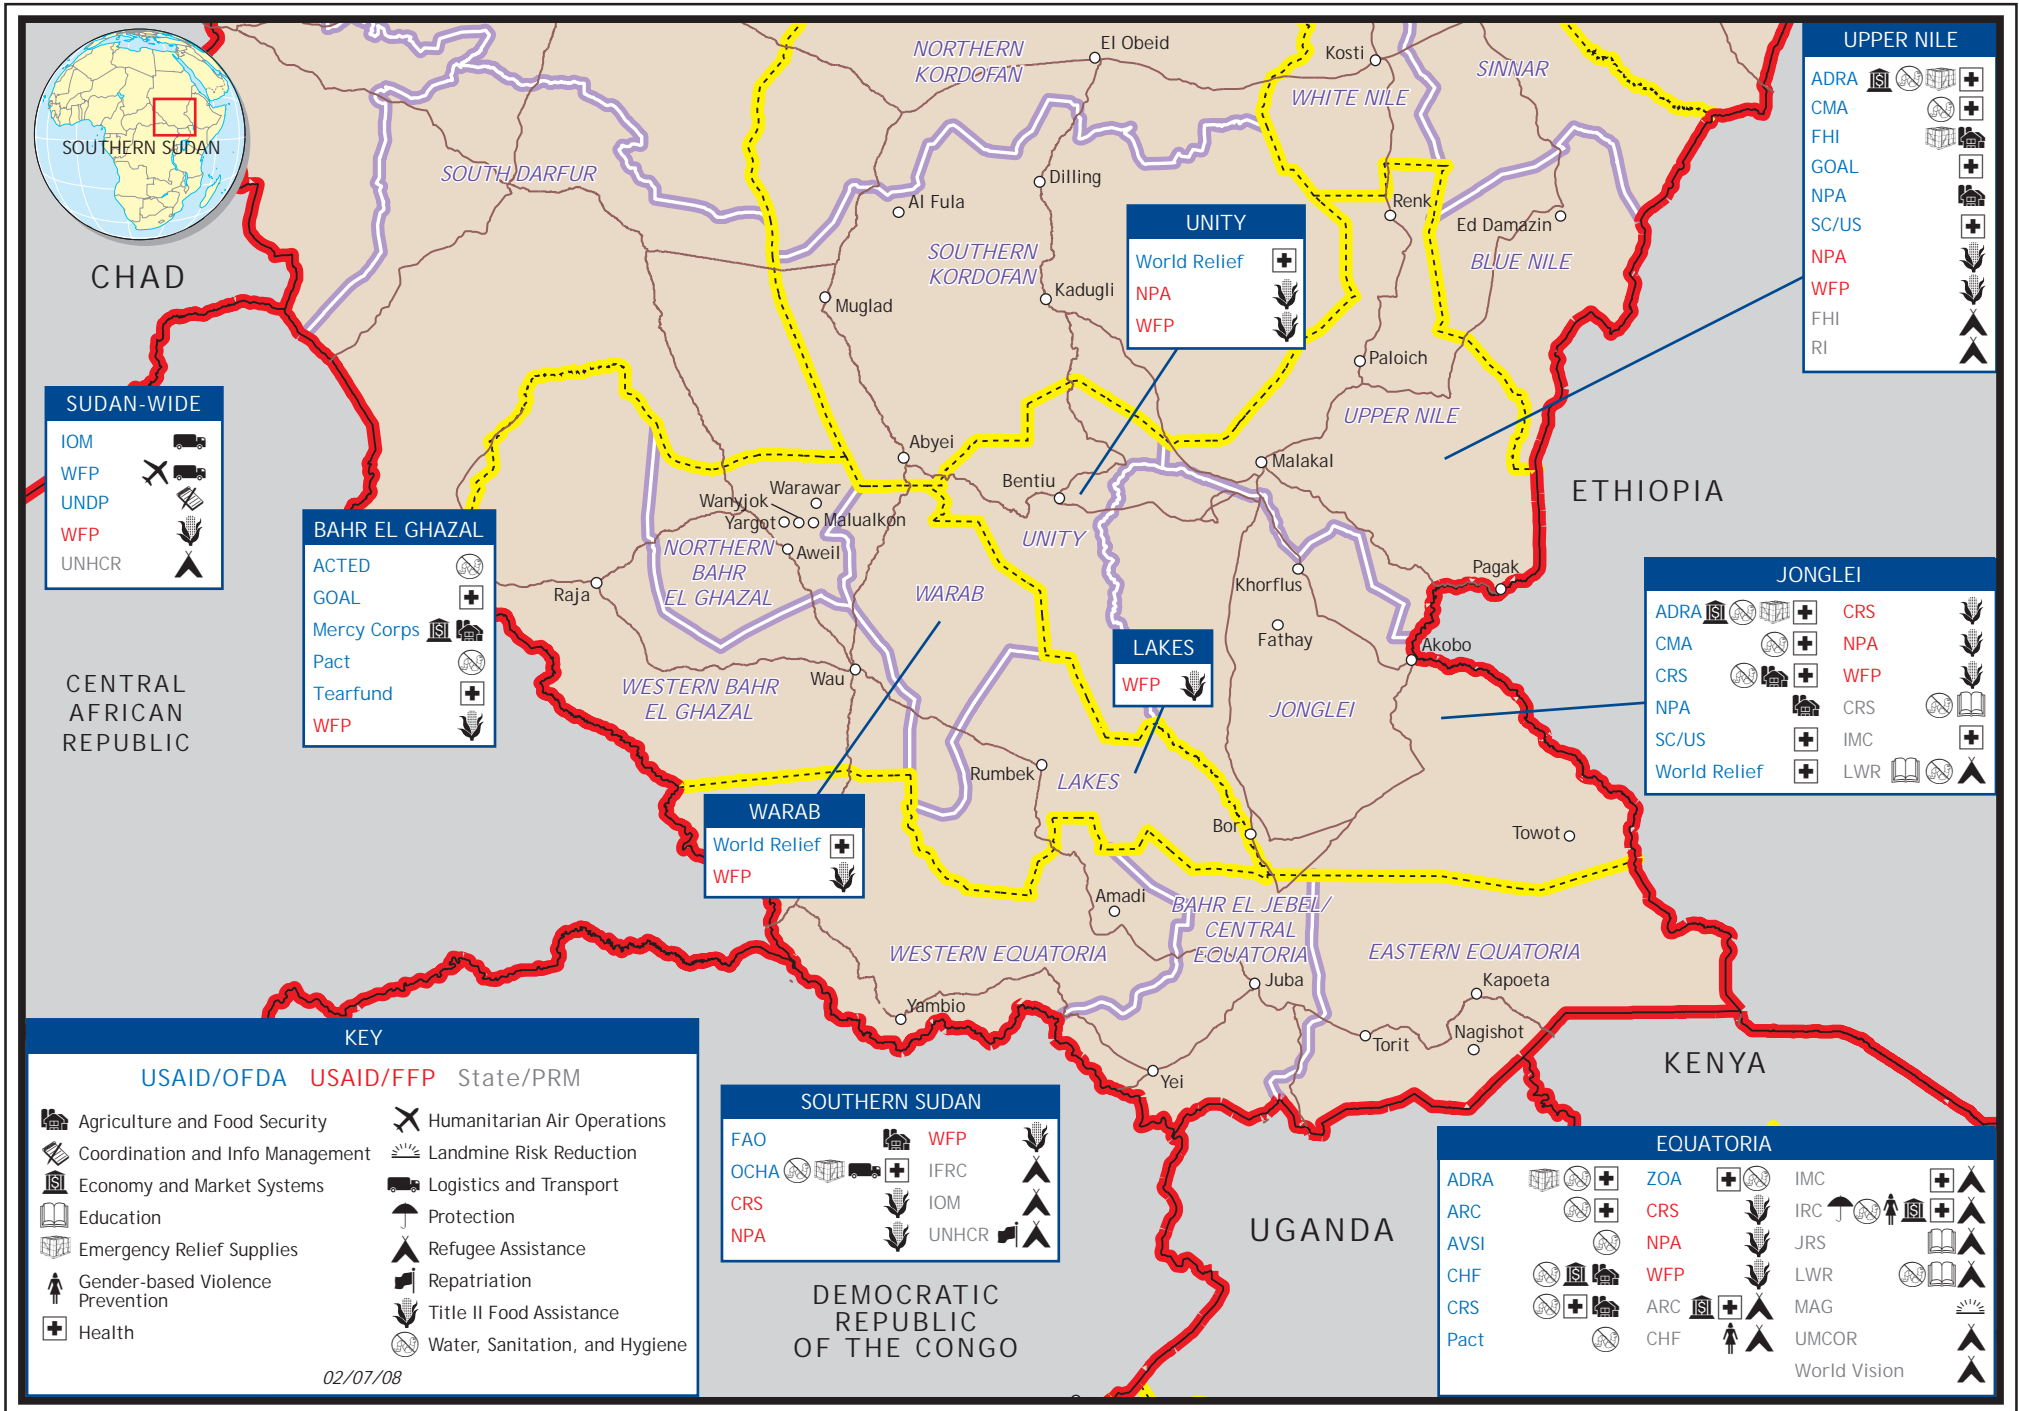 SOUTHERN SUDAN
NORTHERN
KORDOFAN
El Obeid
Kosti
SINNAR
WHITE NILE
SOUTH DARFUR
Dilling
Al Fula
Renk
Ed Damazin
SOUTHERN
KORDOFAN
BLUE NILE
CHAD
Kadugli
Muglad
Paloich
UPPER NILE
Abyei
Malakal
Bentiu
ETHIOPIA
Warawar
Wanyjok
Yargot
Malualkon
UNITY
NORTHERN
BAHR
EL GHAZAL
Aweil
Raja
WARAB
Khorflus
Pagak
Fathay
Akobo
CENTRAL
AFRICAN
REPUBLIC
Wau
WESTERN BAHR
EL GHAZAL
JONGLEI
Rumbek
LAKES
Bor
Towot
Amadi
BAHR EL JEBEL/
CENTRAL
EQUATORIA
WESTERN EQUATORIA
EASTERN EQUATORIA
Juba
Kapoeta
Yambio
Torit
Nagishot
Yei
KENYA
UGANDA
DEMOCRATIC
REPUBLIC
OF THE CONGO
UPPER NILE
ADRA
CMA
FHI
GOAL
NPA
SC/US
NPA
WFP
FHI
RI
UNITY
World Relief
NPA
WFP
SUDAN-WIDE
IOM
WFP
UNDP
WFP
UNHCR
BAHR EL GHAZAL
ACTED
GOAL
Mercy Corps
Pact
Tearfund
WFP
JONGLEI
ADRA CRS
CMA NPA
CRS WFP
NPA CRS
SC/US IMC
World Relief LWR
LAKES
WFP
WARAB
World Relief
WFP
KEY
USAID/OFDA USAID/FFP State/PRM
Agriculture and Food Security
Coordination and Info Management
Economy and Market Systems
Education
Emergency Relief Supplies
Gender-based Violence
Prevention
Health
Humanitarian Air Operations
Landmine Risk Reduction
Logistics and Transport
Protection
Refugee Assistance
Repatriation
Title II Food Assistance
Water, Sanitation, and Hygiene
02/07/08
SOUTHERN SUDAN
FAO WFP
OCHA IFRC
CRS IOM
NPA UNHCR
EQUATORIA
ADRA ZOA IMC
ARC CRS IRC
AVSI NPA JRS
CHF WFP LWR
CRS ARC MAG
Pact CHF UMCOR
World Vision